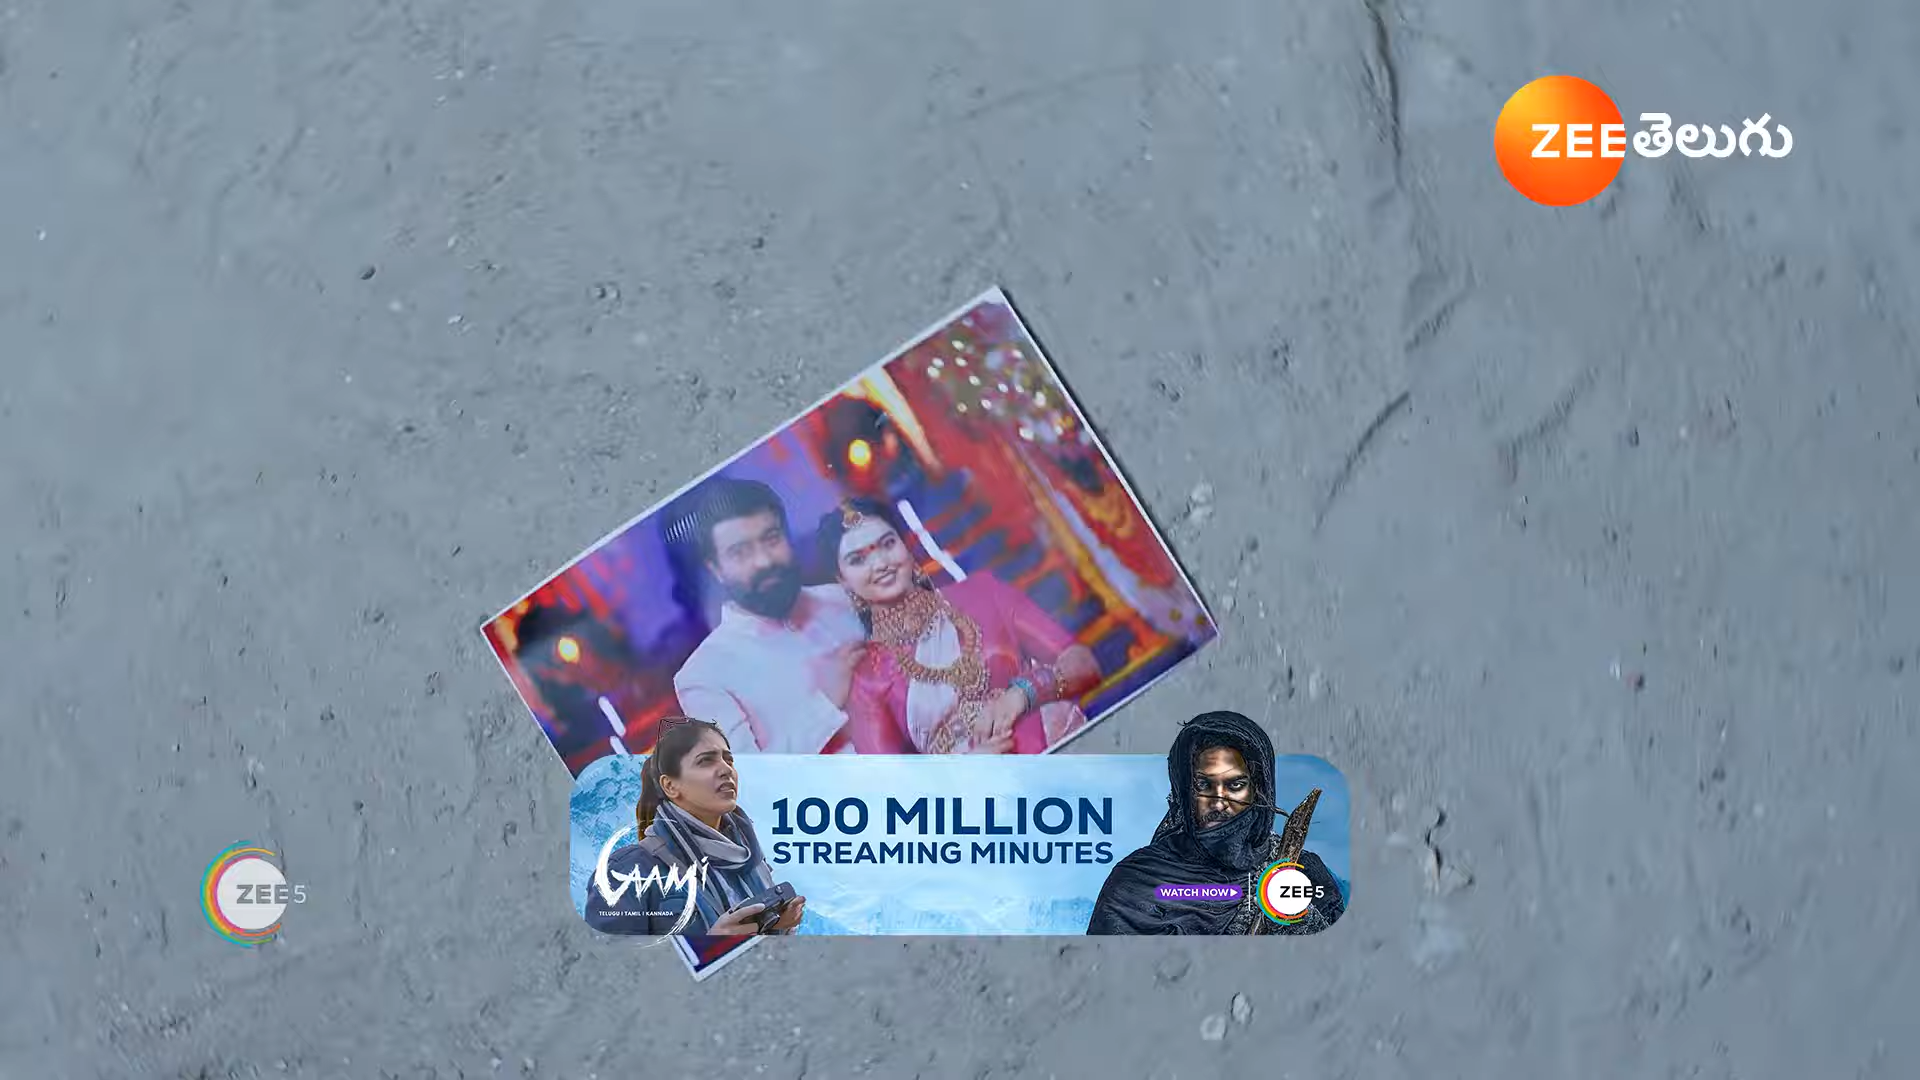 ZEE తెలుగు
100 MILLION
STREAMING MINUTES
GAAMI
TELUGU I TAMIL I KANNADA
WATCH NOW
ZEE5
ZEE5